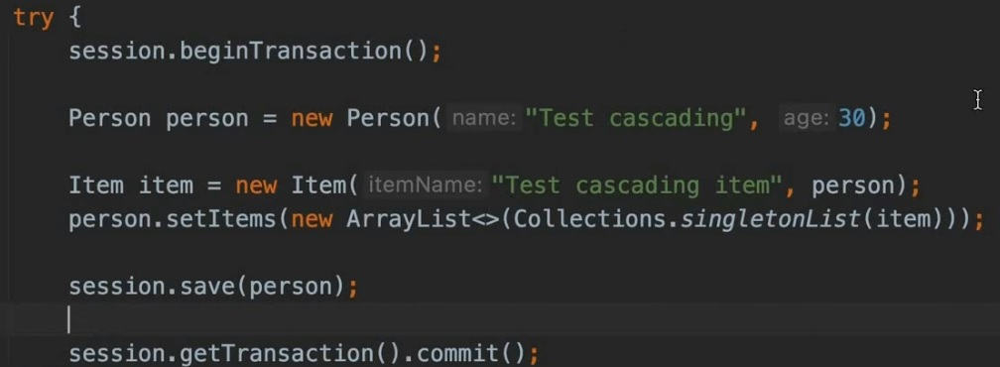 try {
session.beginTransaction();
Person person = new Person( name: "Test cascading", age: 30);
Item item = new Item( itemName: "Test cascading item", person);
person.setItems(new ArrayList<>(Collections.singletonList(item)));
session.save(person);
session.getTransaction().commit();